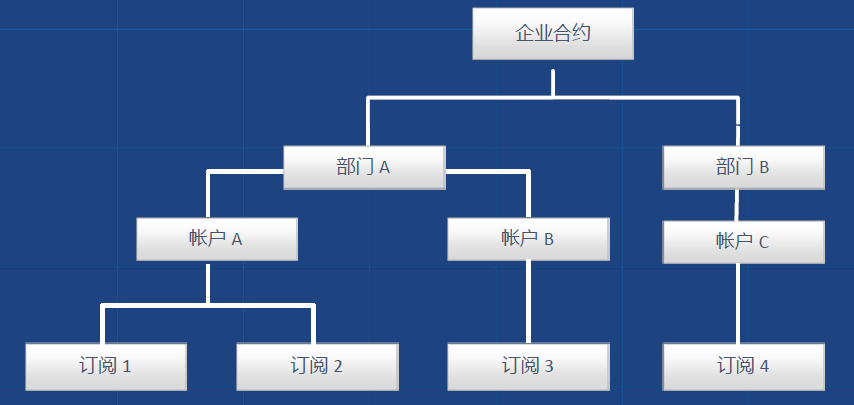 企业合约
部门 A
部门 B
帐户 A
帐户 B
帐户 C
订阅 1
订阅 2
订阅 3
订阅 4